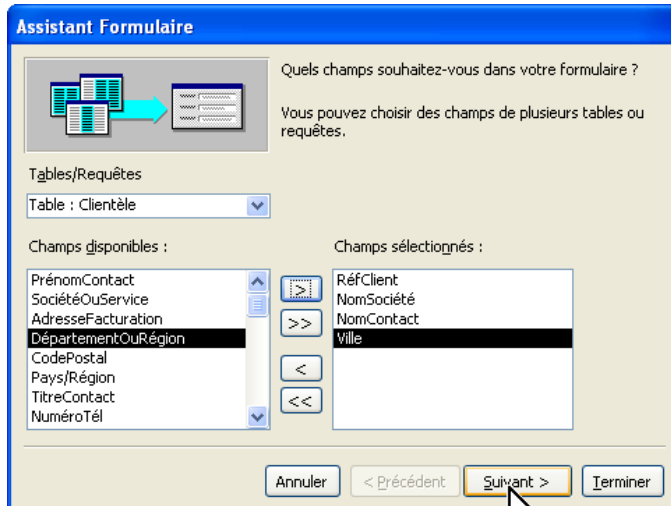 Assistant Formulaire
Quels champs souhaitez-vous dans votre formulaire ?
Vous pouvez choisir des champs de plusieurs tables ou
requêtes.
Tables/Requêtes
Table : Clientèle
Champs disponibles :
PrénomContact
SociétéOuService
AdresseFacturation
DépartementOuRégion
CodePostal
Pays/Région
TitreContact
NuméroTél
>
>>
<
<<
Champs sélectionnés :
RéfClient
NomSociété
NomContact
Ville
Annuler
< Précédent
Suivant >
Terminer